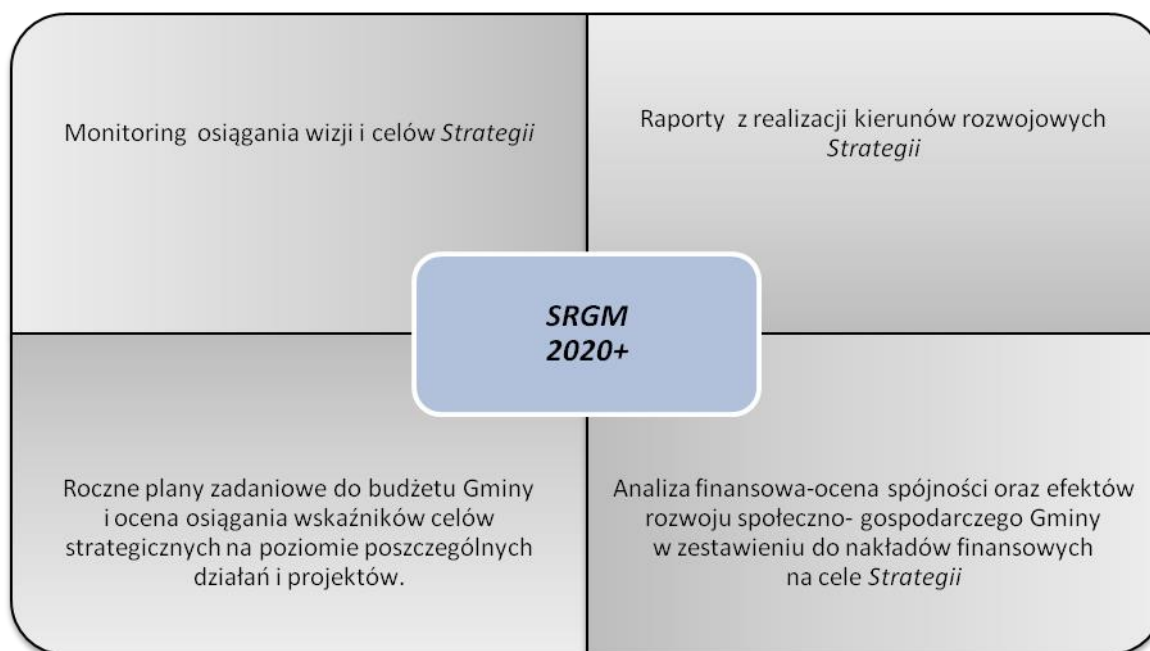 Monitoring osiągania wizji i celów Strategii
Raporty z realizacji kierunów rozwojowych
Strategii
SRGM
2020+
Roczne plany zadaniowe do budżetu Gminy
i ocena osiągania wskaźników celów
strategicznych na poziomie poszczególnych
działań i projektów.
Analiza finansowa-ocena spójności oraz efektów
rozwoju społeczno- gospodarczego Gminy
w zestawieniu do nakładów finansowych
na cele Strategii